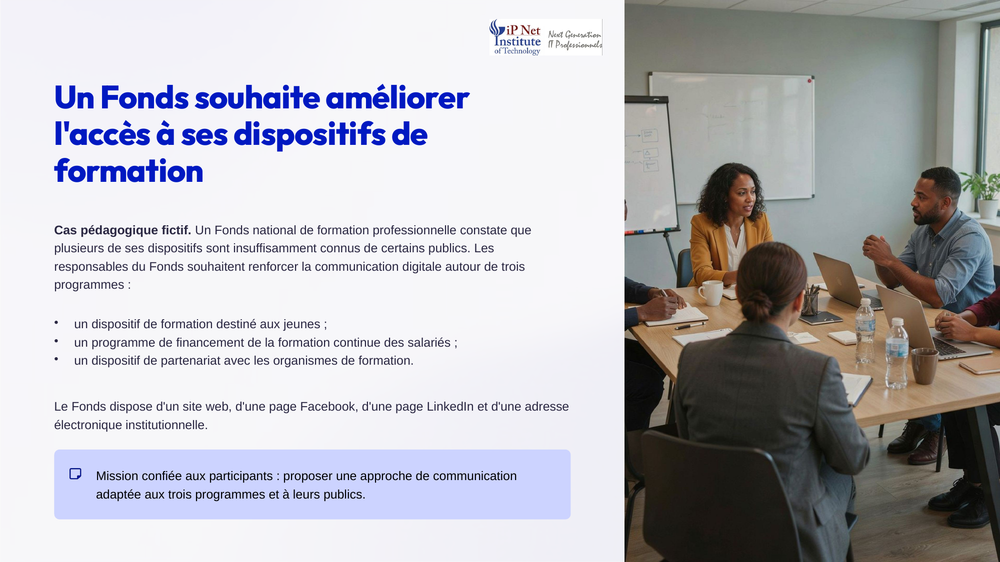 iP Net
Institute
of Technology
Next Generation
IT Professionnels
Un Fonds souhaite améliorer
l'accès à ses dispositifs de
formation
Cas pédagogique fictif. Un Fonds national de formation professionnelle constate que
plusieurs de ses dispositifs sont insuffisamment connus de certains publics. Les
responsables du Fonds souhaitent renforcer la communication digitale autour de trois
programmes :
• un dispositif de formation destiné aux jeunes ;
• un programme de financement de la formation continue des salariés ;
• un dispositif de partenariat avec les organismes de formation.
Le Fonds dispose d'un site web, d'une page Facebook, d'une page LinkedIn et d'une adresse
électronique institutionnelle.
Mission confiée aux participants : proposer une approche de communication
adaptée aux trois programmes et à leurs publics.